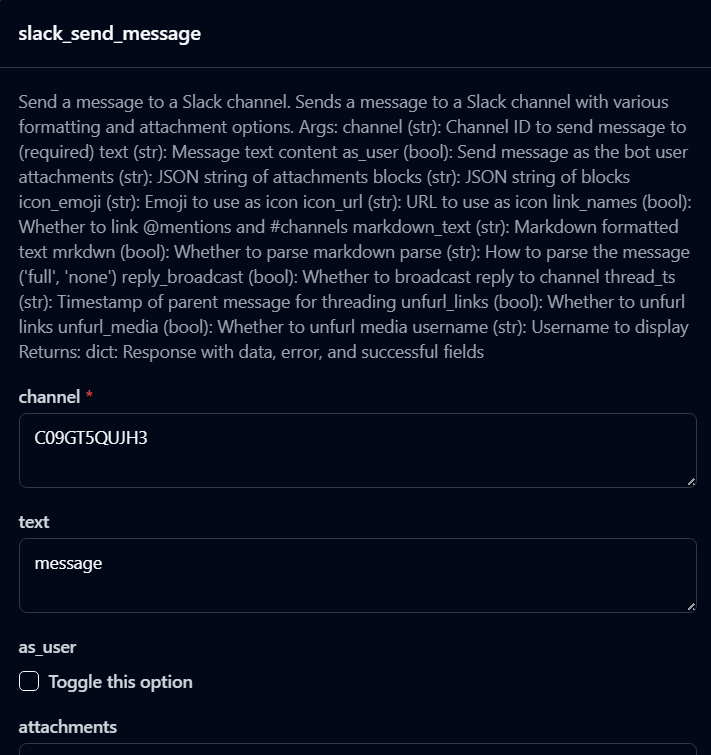 slack_send_message
Send a message to a Slack channel. Sends a message to a Slack channel with various
formatting and attachment options. Args: channel (str): Channel ID to send message to
(required) text (str): Message text content as_user (bool): Send message as the bot user
attachments (str): JSON string of attachments blocks (str): JSON string of blocks
icon_emoji (str): Emoji to use as icon icon_url (str): URL to use as icon link_names (bool):
Whether to link @mentions and #channels markdown_text (str): Markdown formatted
text mrkdwn (bool): Whether to parse markdown parse (str): How to parse the message
('full', 'none') reply_broadcast (bool): Whether to broadcast reply to channel thread_ts
(str): Timestamp of parent message for threading unfurl_links (bool): Whether to unfurl
links unfurl_media (bool): Whether to unfurl media username (str): Username to display
Returns: dict: Response with data, error, and successful fields
channel *
C09GT5QUJH3
text
message
as_user
Toggle this option
attachments